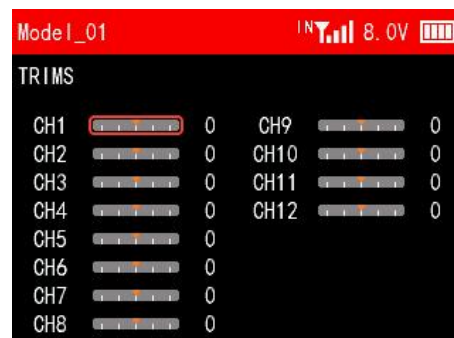 Model_01 IN 8.0V
TRIMS
CH1 0 CH9 0
CH2 0 CH10 0
CH3 0 CH11 0
CH4 0 CH12 0
CH5 0
CH6 0
CH7 0
CH8 0